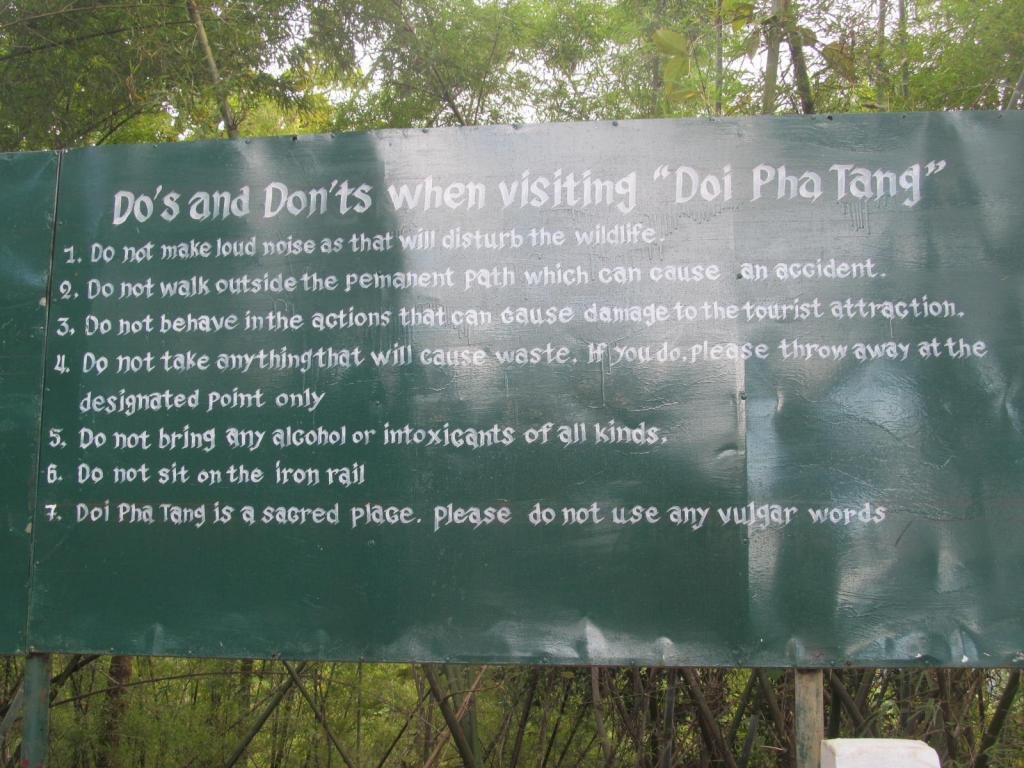 Do's and Don'ts when visiting "Doi Pha Tang"
1. Do not make loud noise as that will disturb the wildlife.
2. Do not walk outside the pemanent path which can cause an accident.
3. Do not behave in the actions that can cause damage to the tourist attraction.
4. Do not take anything that will cause waste. If you do, please throw away at the
designated point only
5. Do not bring any alcohol or intoxicants of all kinds.
6. Do not sit on the iron rail
7. Doi Pha Tang is a sacred place. Please do not use any vulgar words